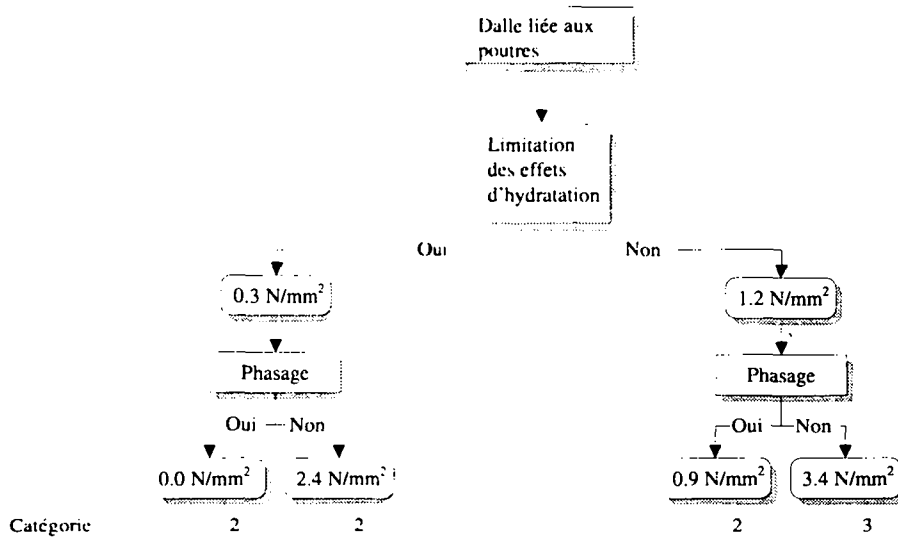 Dalle liée aux
poutres
Limitation
des effets
d'hydratation
Oui
Non
0.3 N/mm²
1.2 N/mm²
Phasage
Phasage
Oui
Non
Oui
Non
0.0 N/mm²
2.4 N/mm²
0.9 N/mm²
3.4 N/mm²
Catégorie 2 2 2 3